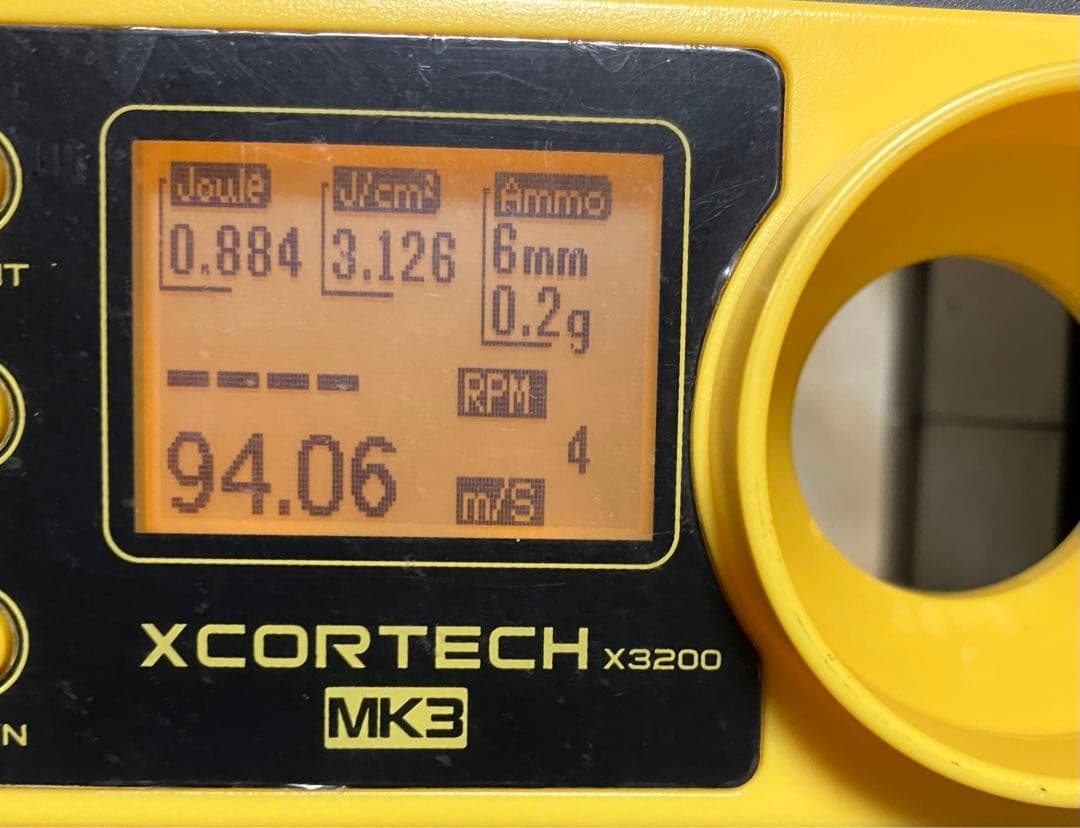 Joule J/cm² Ammo
0.884 3.126 6mm
0.2g
---- RPM
94.06 4
m/S
XCORTECH X3200
MK3